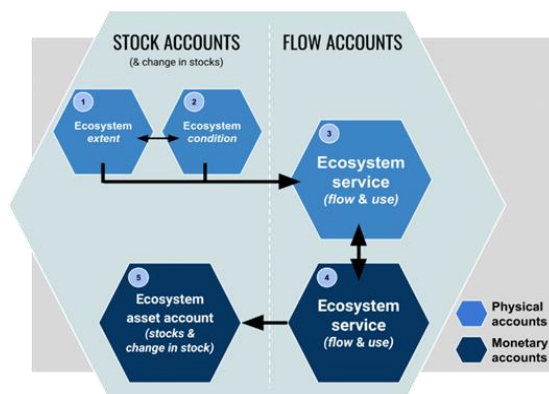 STOCK ACCOUNTS
(& change in stocks)
FLOW ACCOUNTS
1
Ecosystem
extent
2
Ecosystem
condition
3
Ecosystem
service
(flow & use)
5
Ecosystem
asset account
(stocks &
change in stock)
4
Ecosystem
service
(flow & use)
Physical
accounts
Monetary
accounts